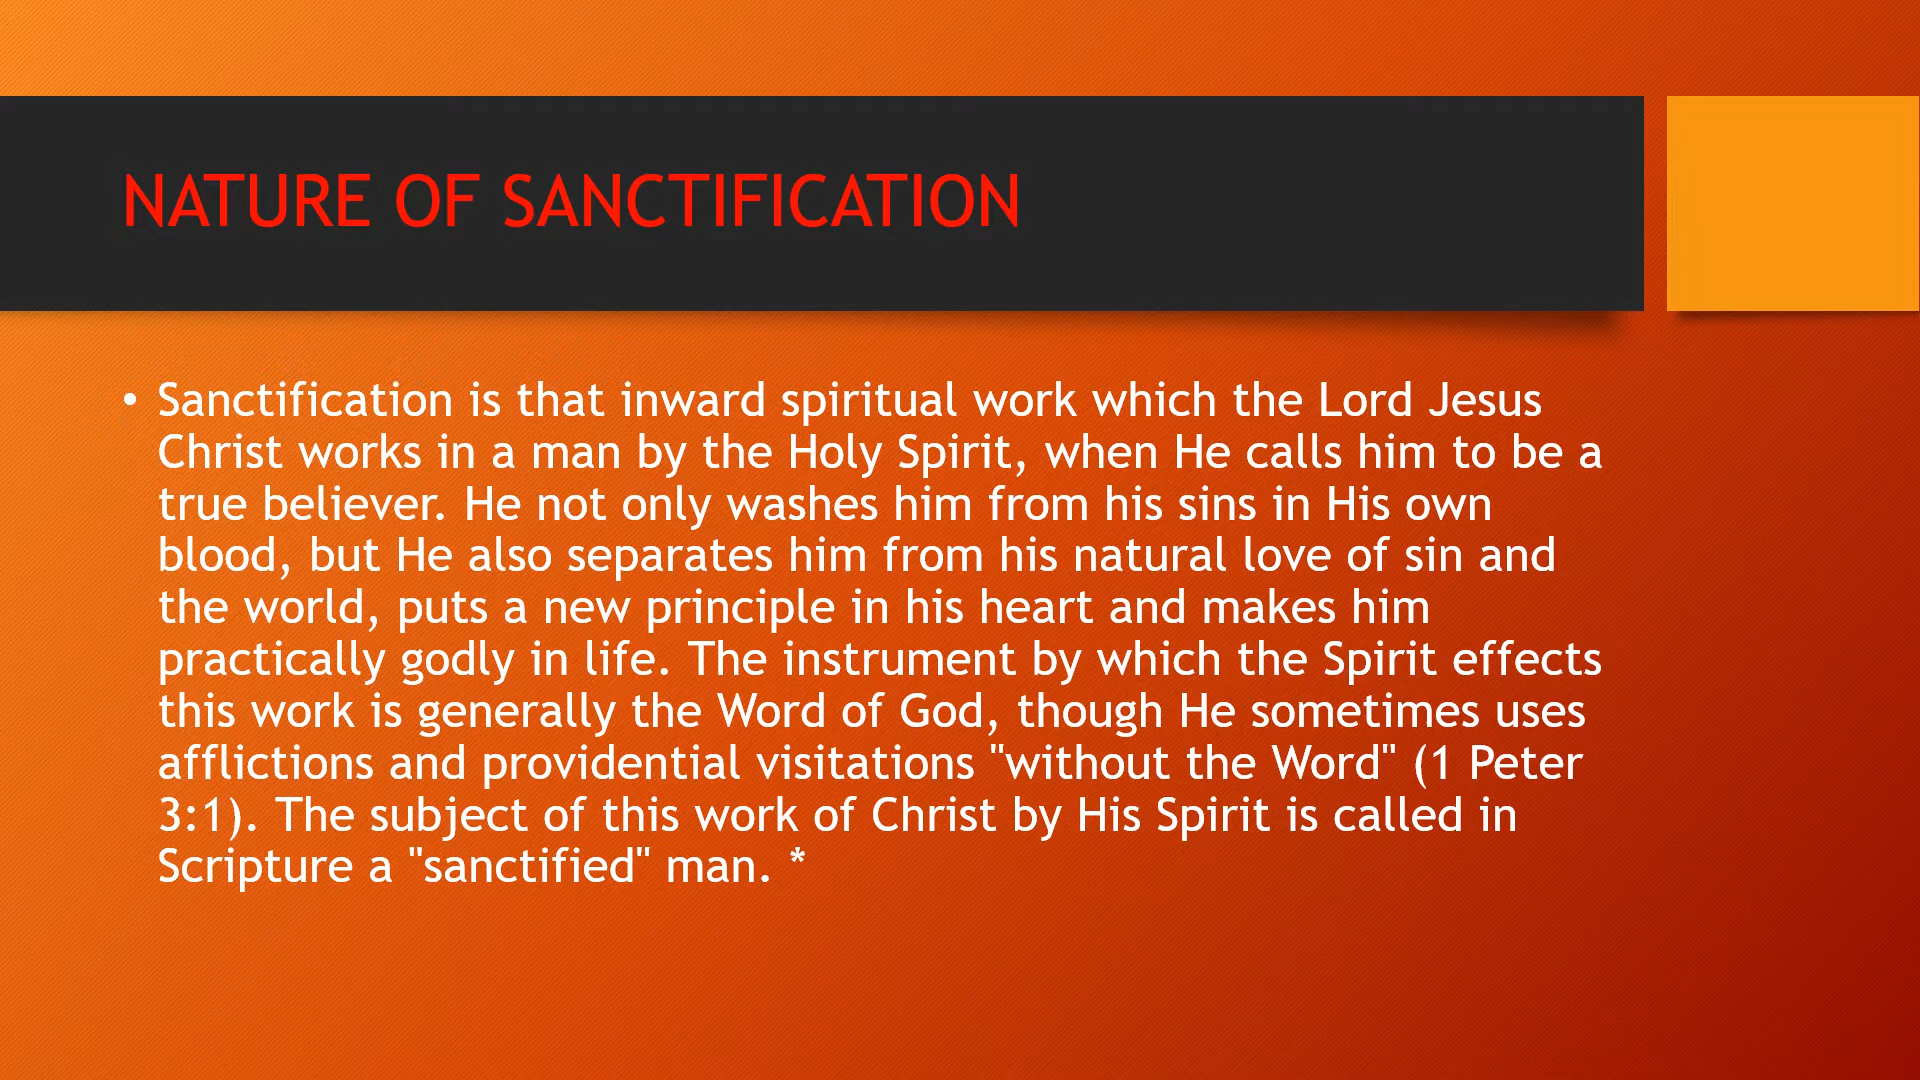 NATURE OF SANCTIFICATION
• Sanctification is that inward spiritual work which the Lord Jesus
Christ works in a man by the Holy Spirit, when He calls him to be a
true believer. He not only washes him from his sins in His own
blood, but He also separates him from his natural love of sin and
the world, puts a new principle in his heart and makes him
practically godly in life. The instrument by which the Spirit effects
this work is generally the Word of God, though He sometimes uses
afflictions and providential visitations "without the Word" (1 Peter
3:1). The subject of this work of Christ by His Spirit is called in
Scripture a "sanctified" man. *